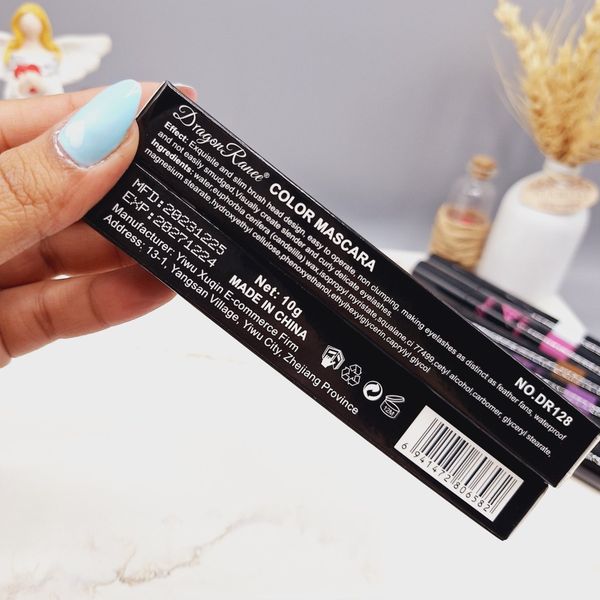 DragonRanee®
COLOR MASCARA
NO.DR128
Effect: Exquisite and slim brush head design, easy to operate, non clumping. making eyelashes as distinct as feather fans, waterproof
and not easily smudged.Visually create slender and curly delicate eyelashes.
Ingredients: water,euphorbia cerifera (candelilla) wax,isopropyl myristate,squalane,ci 77499,cetyl alcohol,carbomer, glyceryl stearate,
magnesium stearate,hydroxyethyl cellulose,phenoxyethanol,ethylhexylglycerin,caprylyl glycol.
MFD:20231225
EXP:20271224
Net: 10g
MADE IN CHINA
Manufacturer: Yiwu Xuqin E-commerce Firm
Address: 13-1, Yangsan Village, Yiwu City, Zhejiang Province
12M
6 941472 806582